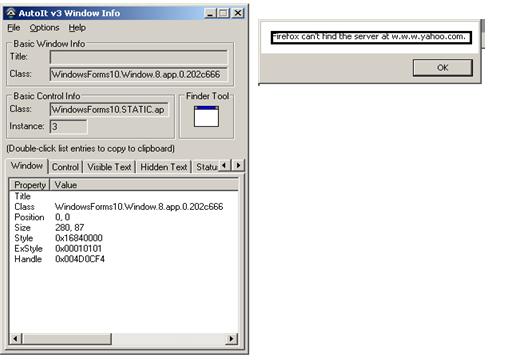 AutoIt v3 Window Info
File Options Help
Basic Window Info
Title:
Class: WindowsForms10.Window.8.app.0.202c666
Basic Control Info
Class: WindowsForms10.STATIC.ap
Instance: 3
Finder Tool
(Double-click list entries to copy to clipboard)
Window Control Visible Text Hidden Text Statu
Property Value
Title
Class WindowsForms10.Window.8.app.0.202c666
Position 0, 0
Size 280, 87
Style 0x16840000
ExStyle 0x00010101
Handle 0x004D0CF4
Firefox can't find the server at w.w.w.yahoo.com.
OK